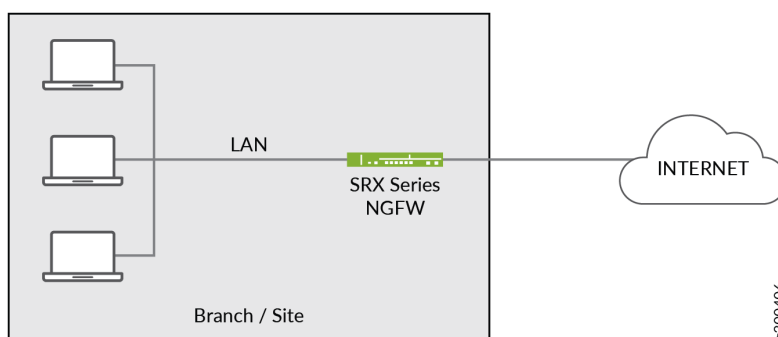 LAN
SRX Series
NGFW
INTERNET
Branch / Site